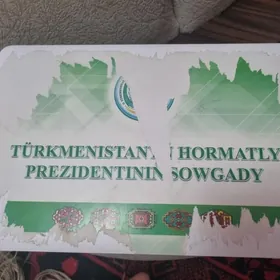 TÜRKMENISTANYŇ HORMATLY
PREZIDENTININ SOWGADY